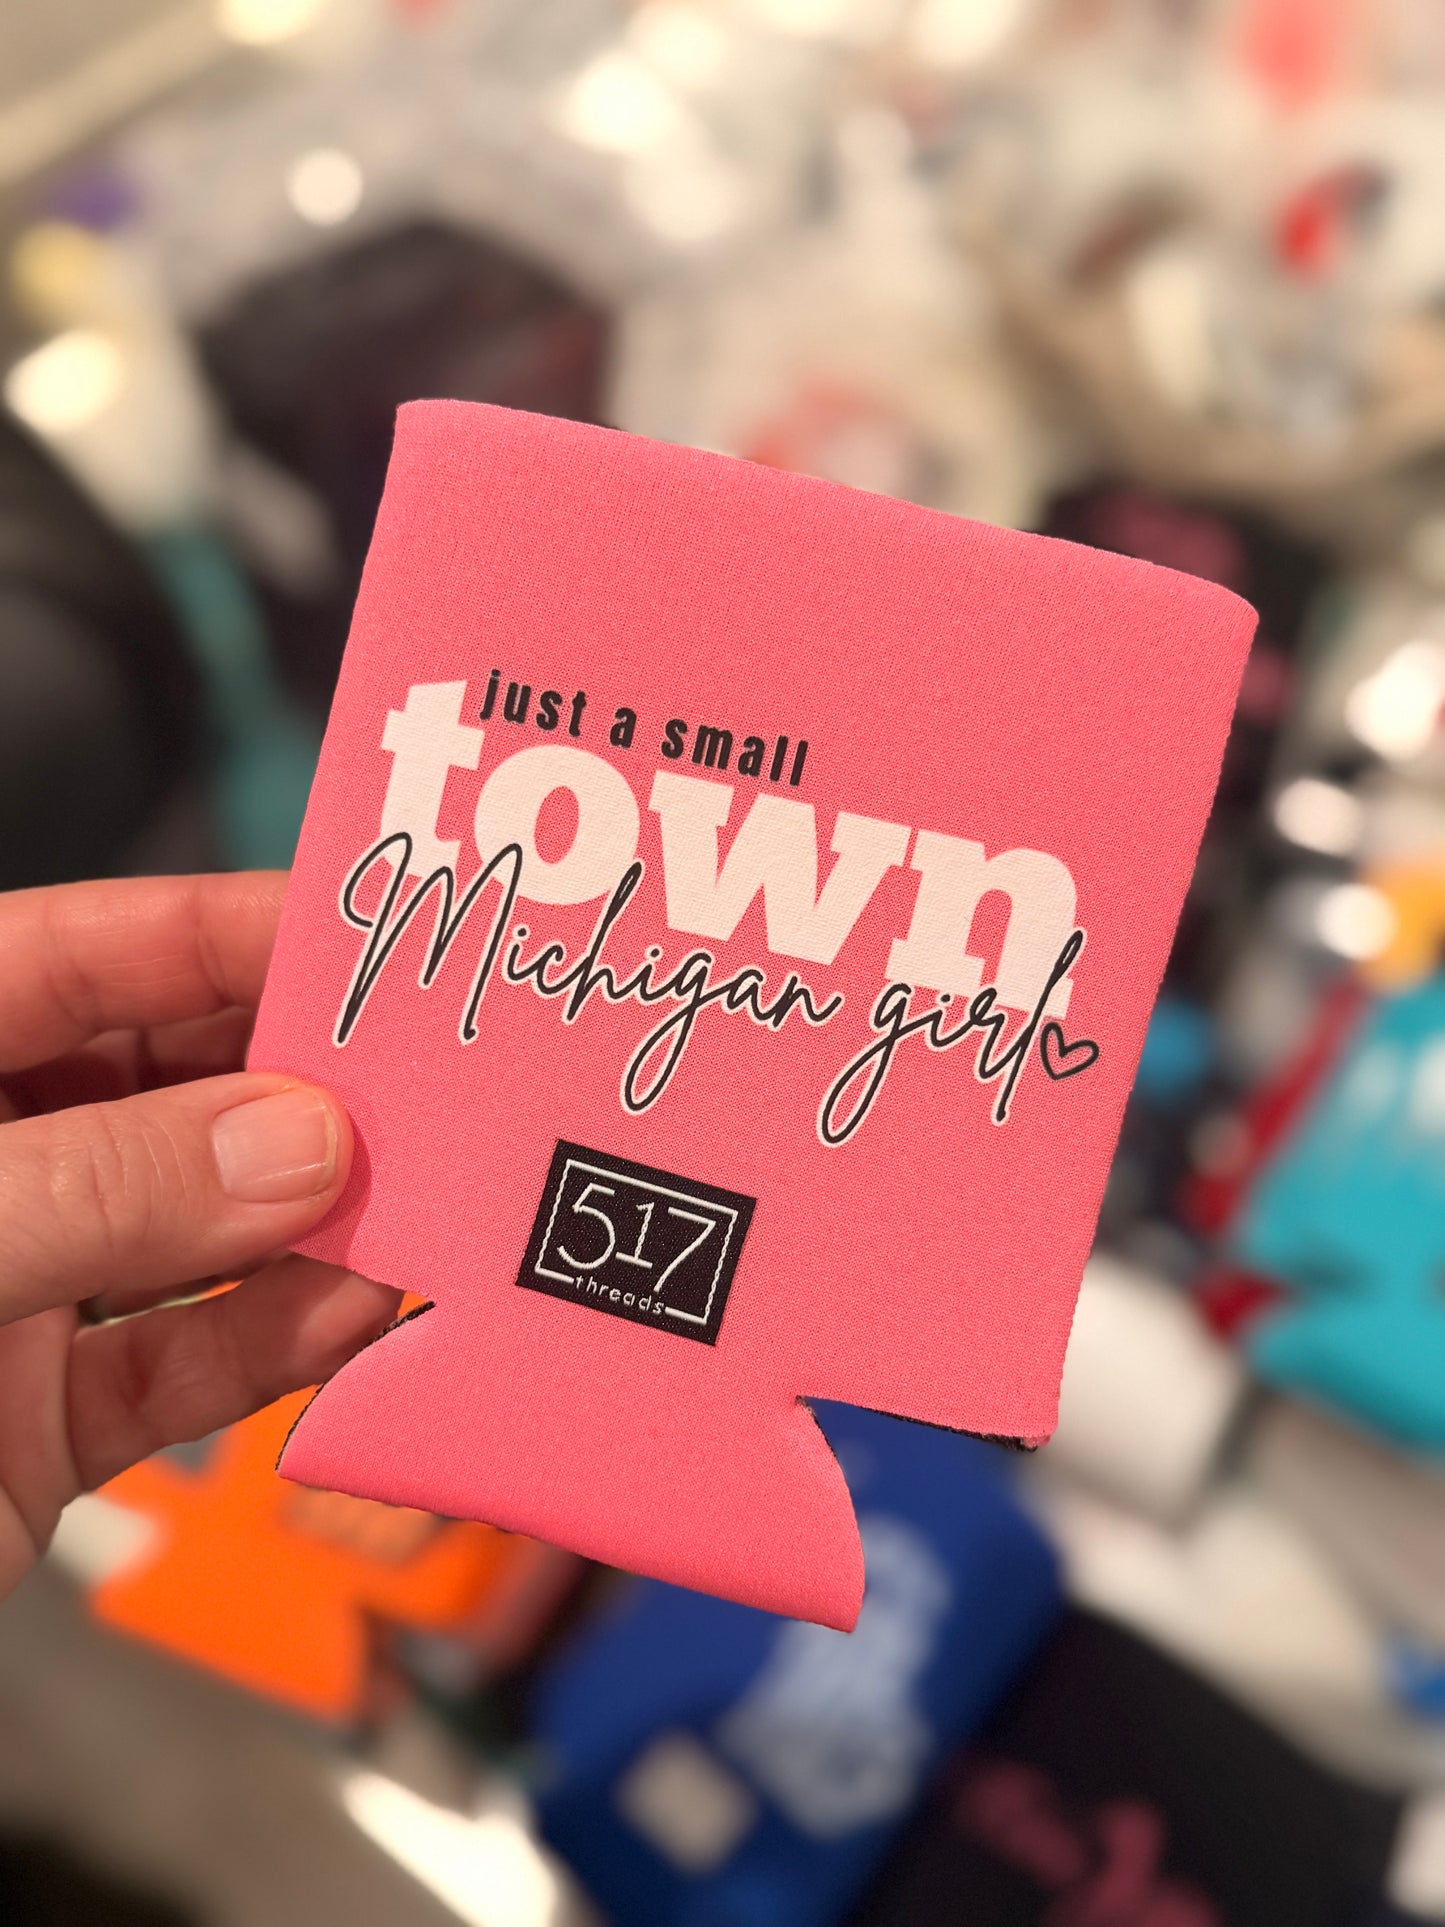 just a small
town
Michigan girl
517
threads